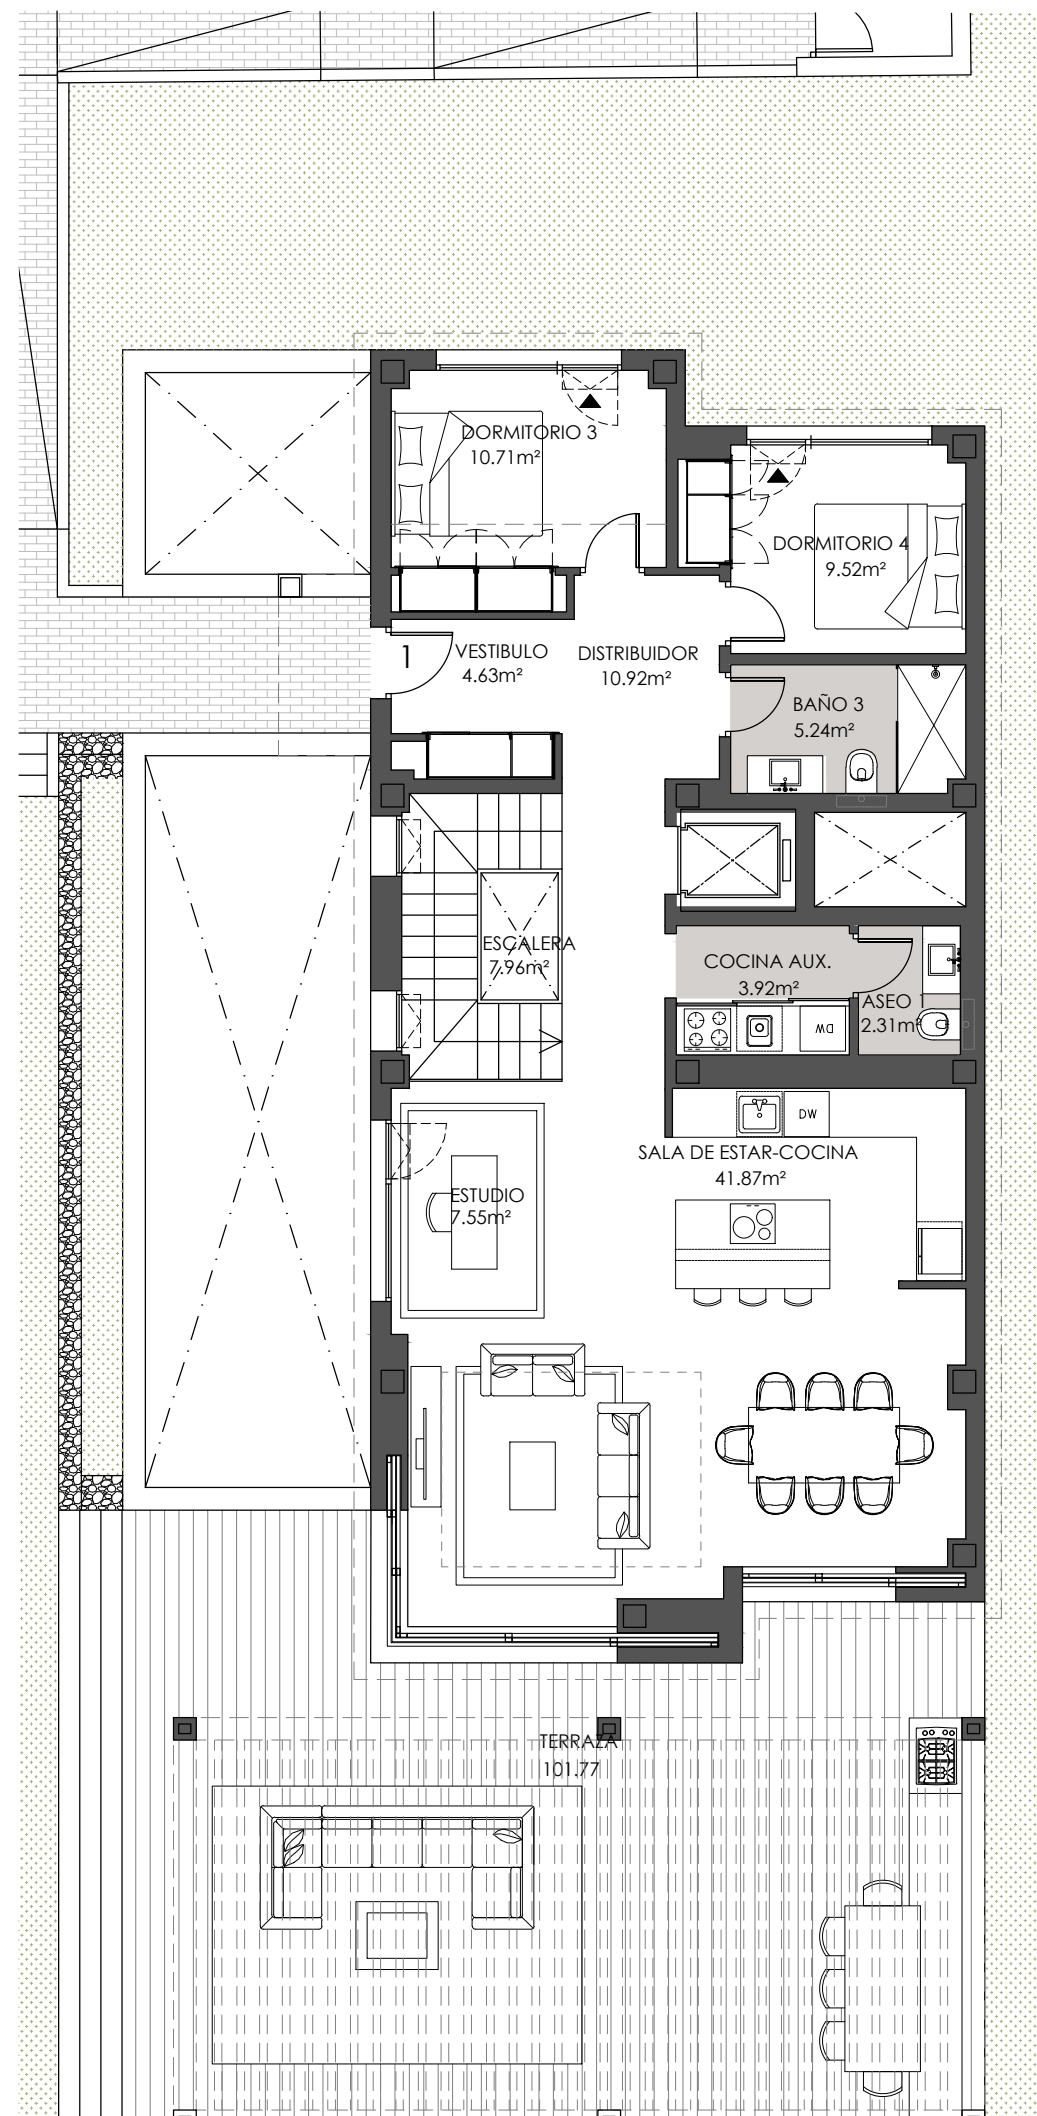 DORMITORIO 3
10.71m²
DORMITORIO 4
9.52m²
1
VESTIBULO
4.63m²
DISTRIBUIDOR
10.92m²
BAÑO 3
5.24m²
ESCALERA
7.96m²
COCINA AUX.
3.92m²
ASEO 1
2.31m²
DW
DW
SALA DE ESTAR-COCINA
41.87m²
ESTUDIO
7.55m²
TERRAZA
101.77